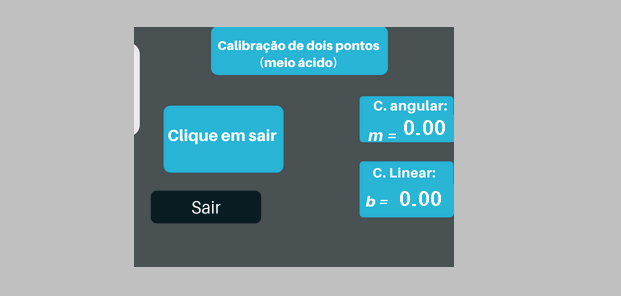 Calibração de dois pontos
(meio ácido)
Clique em sair
C. angular:
m = 0.00
C. Linear:
b = 0.00
Sair